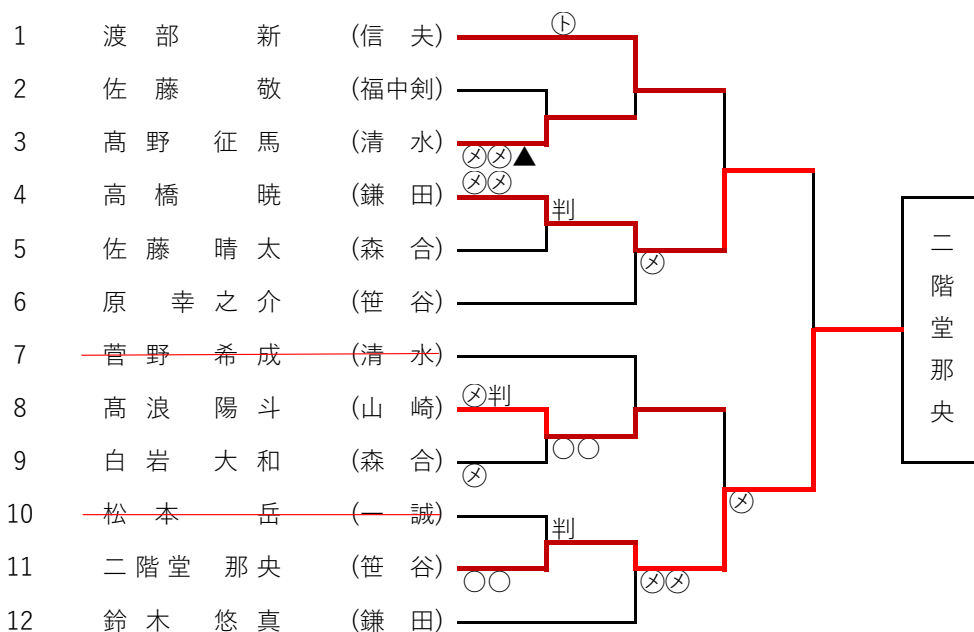 ㋣
1 渡部 新 (信夫)
2 佐藤 敬 (福中剣)
3 髙野征馬 (清水)
㋱㋱▲
㋱㋱
4 高橋 暁 (鎌田) 判
5 佐藤晴太 (森合) ㋱
6 原幸之介 (笹谷)
7 菅野希成 (清水)
㋱判
8 髙浪陽斗 (山崎)
○○
9 白岩大和 (森合)
㋱
㋱
10 松本岳 (一誠) 判
11 二階堂那央 (笹谷)
○○ ㋱㋱
12 鈴木悠真 (鎌田)
二階堂那央